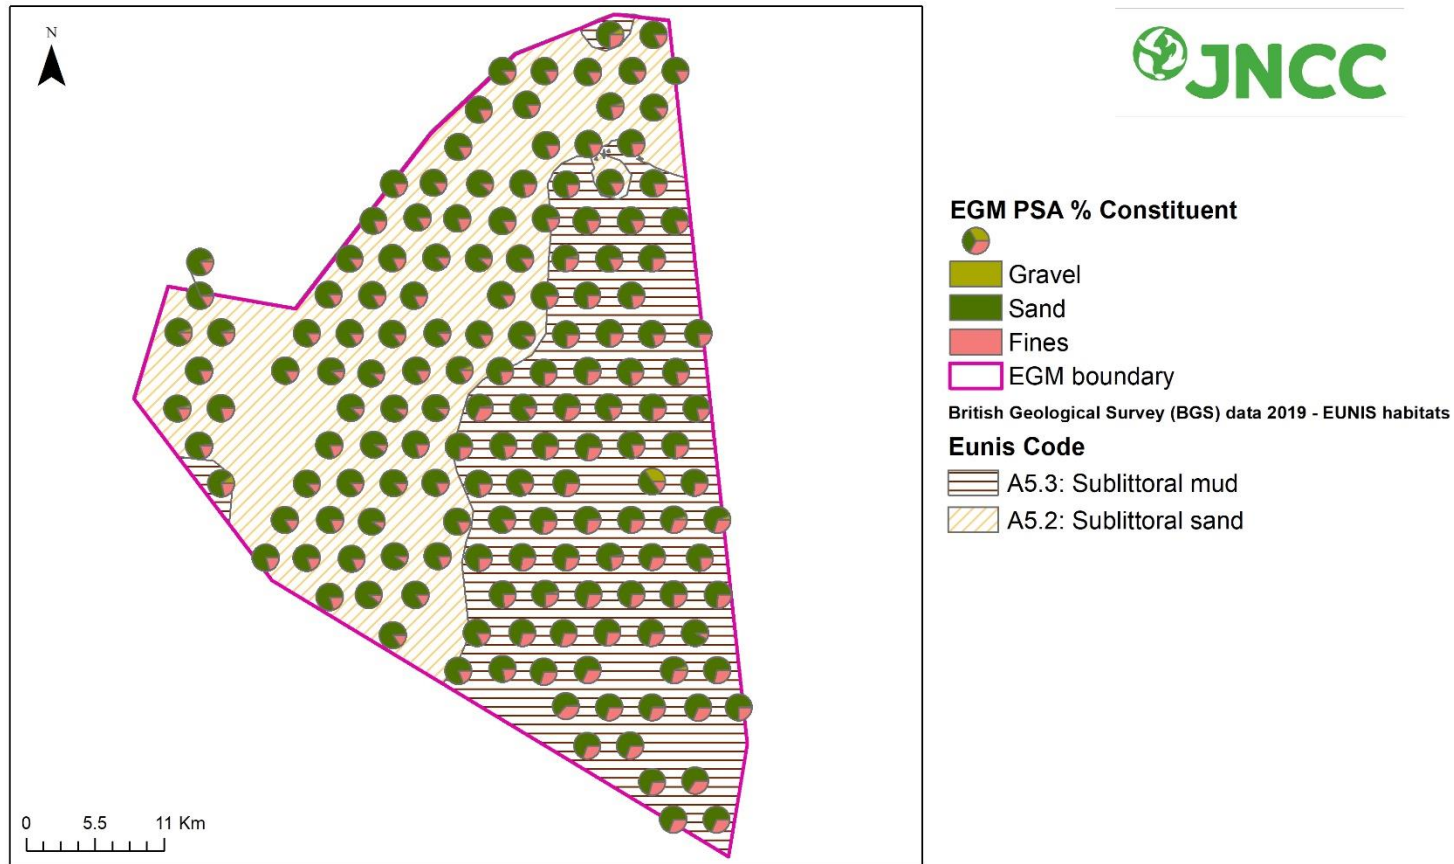 N
JNCC
EGM PSA % Constituent
Gravel
Sand
Fines
EGM boundary
British Geological Survey (BGS) data 2019 - EUNIS habitats
Eunis Code
A5.3: Sublittoral mud
A5.2: Sublittoral sand
0 5.5 11 Km